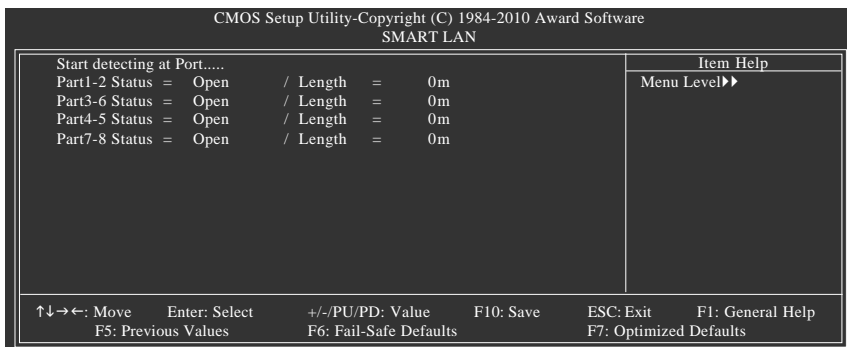 CMOS Setup Utility-Copyright (C) 1984-2010 Award Software
SMART LAN
Start detecting at Port.....
Part1-2 Status = Open / Length = 0m
Part3-6 Status = Open / Length = 0m
Part4-5 Status = Open / Length = 0m
Part7-8 Status = Open / Length = 0m
Item Help
Menu Level▶▶
↑↓→←: Move Enter: Select +/-/PU/PD: Value F10: Save ESC: Exit F1: General Help
F5: Previous Values F6: Fail-Safe Defaults F7: Optimized Defaults